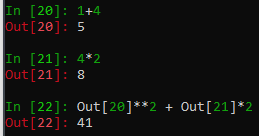 In [20]: 1+4
Out[20]: 5
In [21]: 4*2
Out[21]: 8
In [22]: Out[20]**2 + Out[21]*2
Out[22]: 41